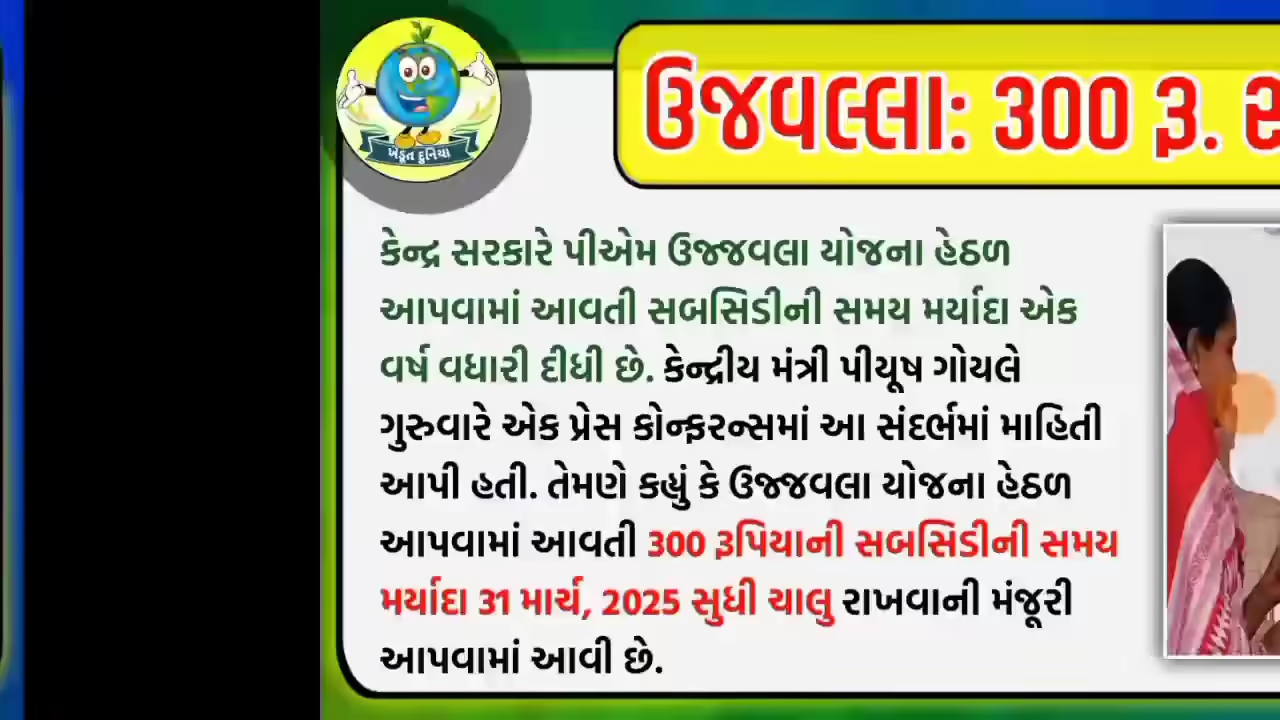 ખેડૂત દુનિયા
ઉજવલ્લા: 300 રૂ.
કેન્દ્ર સરકારે પીએમ ઉજ્જવલા યોજના હેઠળ
આપવામાં આવતી સબસિડીની સમય મર્યાદા એક
વર્ષ વધારી દીધી છે. કેન્દ્રીય મંત્રી પીયૂષ ગોયલે
ગુરુવારે એક પ્રેસ કોન્ફરન્સમાં આ સંદર્ભમાં માહિતી
આપી હતી. તેમણે કહ્યું કે ઉજ્જવલા યોજના હેઠળ
આપવામાં આવતી 300 રૂપિયાની સબસિડીની સમય
મર્યાદા 31 માર્ચ, 2025 સુધી ચાલુ રાખવાની મંજૂરી
આપવામાં આવી છે.